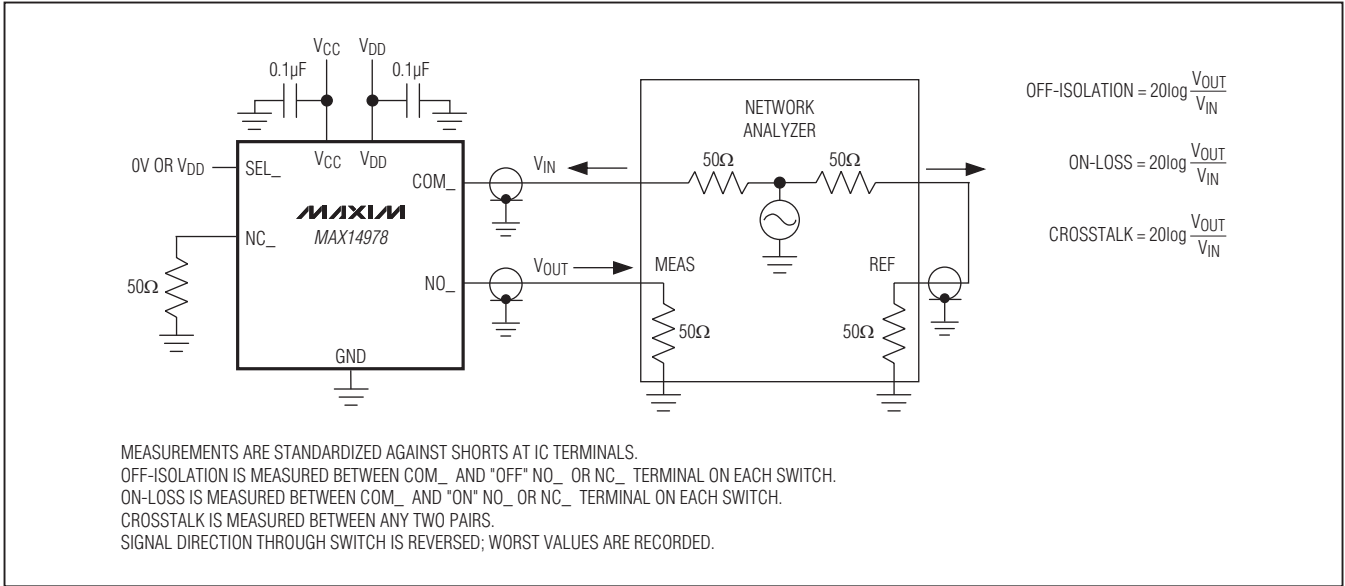 VCC VDD
0.1µF 0.1µF
0V OR VDD
SEL_
VCC VDD
COM_
MAXIM
MAX14978
NC_
NO_
50Ω
GND
VIN
VOUT
NETWORK
ANALYZER
50Ω 50Ω
MEAS REF
50Ω 50Ω
OFF-ISOLATION = 20log VOUT/VIN
ON-LOSS = 20log VOUT/VIN
CROSSTALK = 20log VOUT/VIN
MEASUREMENTS ARE STANDARDIZED AGAINST SHORTS AT IC TERMINALS.
OFF-ISOLATION IS MEASURED BETWEEN COM_ AND "OFF" NO_ OR NC_ TERMINAL ON EACH SWITCH.
ON-LOSS IS MEASURED BETWEEN COM_ AND "ON" NO_ OR NC_ TERMINAL ON EACH SWITCH.
CROSSTALK IS MEASURED BETWEEN ANY TWO PAIRS.
SIGNAL DIRECTION THROUGH SWITCH IS REVERSED; WORST VALUES ARE RECORDED.